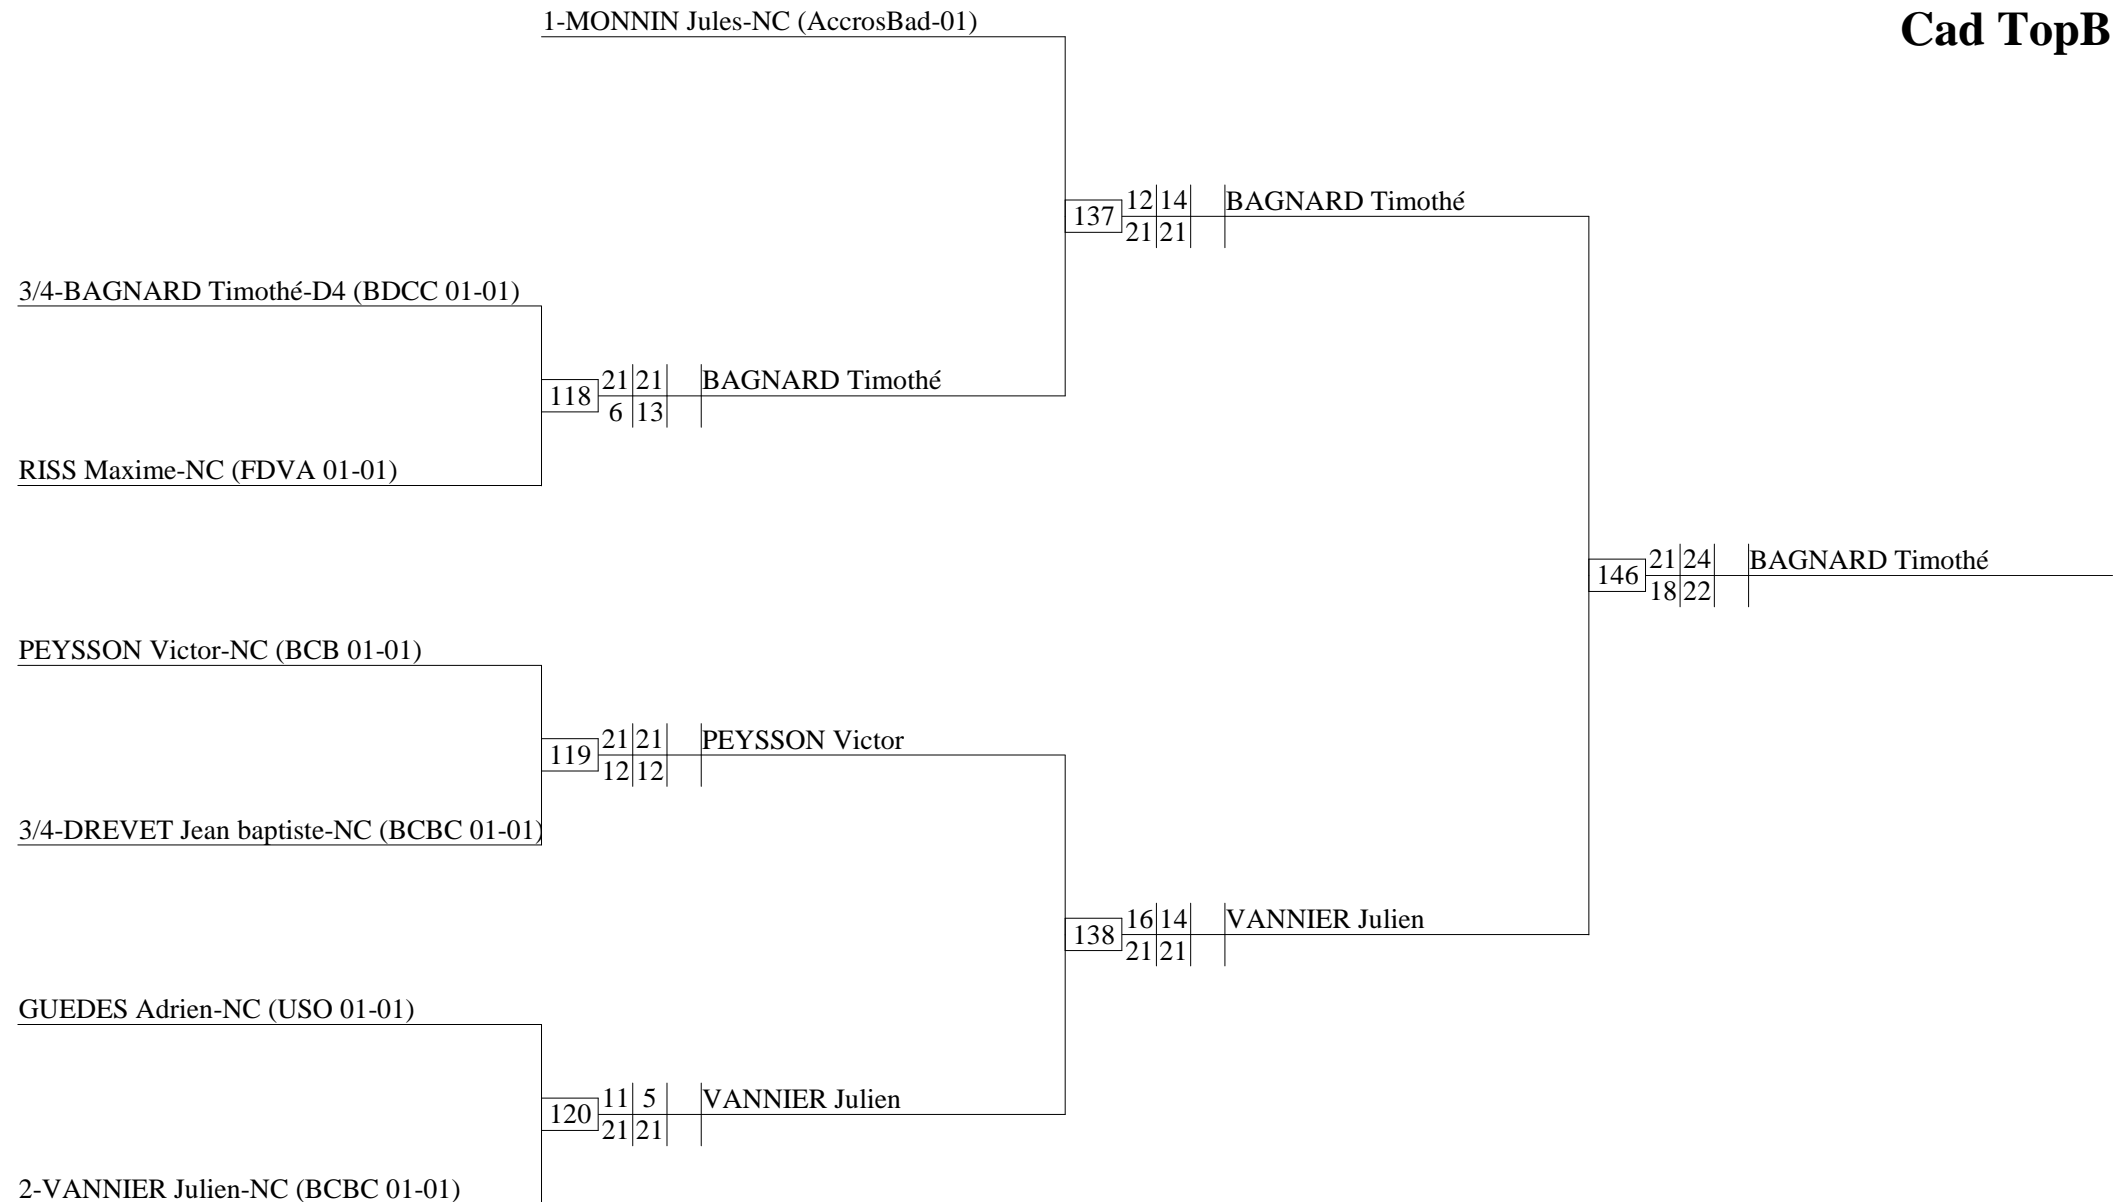 1-MONNIN Jules-NC (AccrosBad-01)
Cad TopB
12 14
137
BAGNARD Timothé
21 21
3/4-BAGNARD Timothé-D4 (BDCC 01-01)
21 21
118
BAGNARD Timothé
6 13
RISS Maxime-NC (FDVA 01-01)
21 24
146
BAGNARD Timothé
18 22
PEYSSON Victor-NC (BCB 01-01)
21 21
119
PEYSSON Victor
12 12
3/4-DREVET Jean baptiste-NC (BCBC 01-01)
16 14
138
VANNIER Julien
21 21
GUEDES Adrien-NC (USO 01-01)
11 5
120
VANNIER Julien
21 21
2-VANNIER Julien-NC (BCBC 01-01)